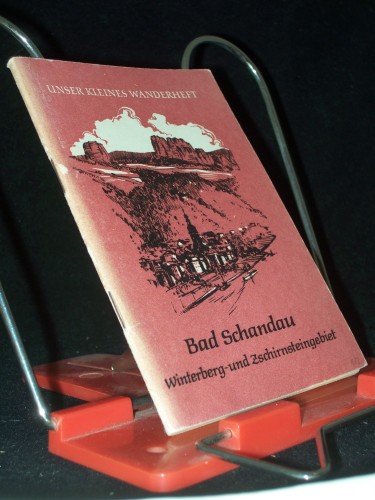 UNSER KLEINES WANDERHEFT
Bad Schandau
Winterberg- und Zschirnsteingebiet